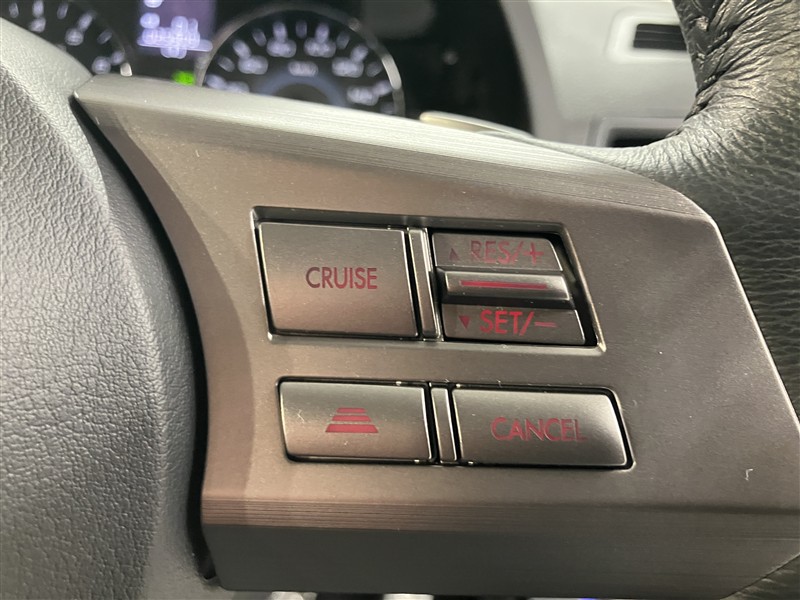 CRUISE
▲ RES/+
▼ SET/−
CANCEL